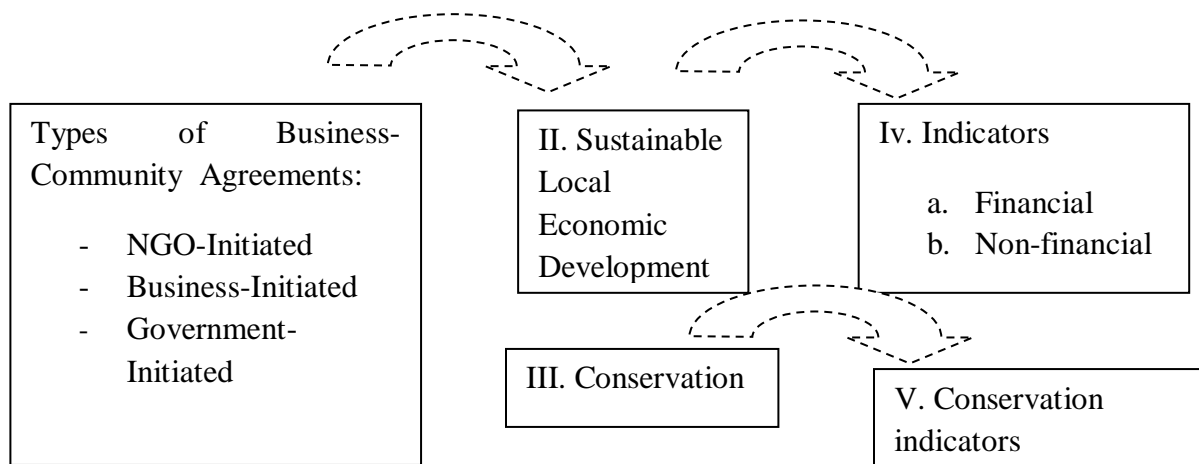 Types of Business-
Community Agreements:
- NGO-Initiated
- Business-Initiated
- Government-
Initiated
II. Sustainable
Local
Economic
Development
III. Conservation
Iv. Indicators
a. Financial
b. Non-financial
V. Conservation
indicators